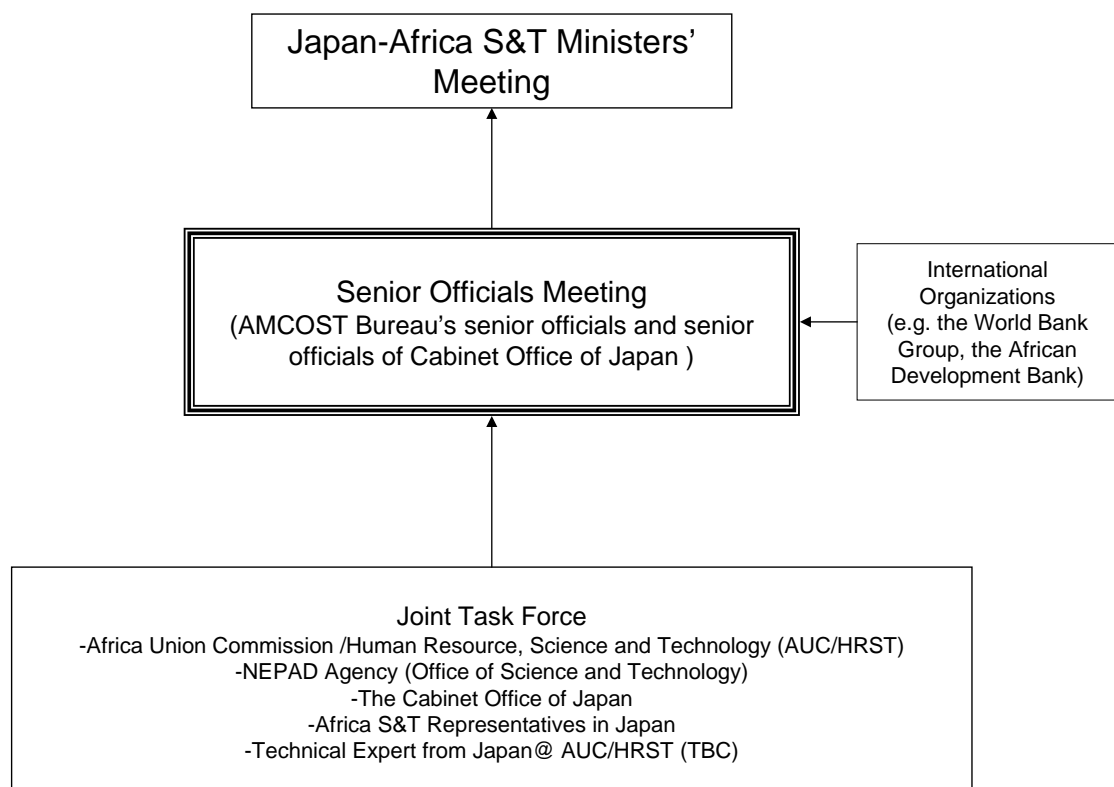 Japan-Africa S&T Ministers’
Meeting
Senior Officials Meeting
(AMCOST Bureau’s senior officials and senior
officials of Cabinet Office of Japan )
International
Organizations
(e.g. the World Bank
Group, the African
Development Bank)
Joint Task Force
-Africa Union Commission /Human Resource, Science and Technology (AUC/HRST)
-NEPAD Agency (Office of Science and Technology)
-The Cabinet Office of Japan
-Africa S&T Representatives in Japan
-Technical Expert from Japan@ AUC/HRST (TBC)